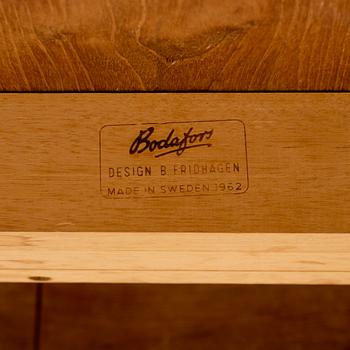 Bodafors
DESIGN B. FRIDHAGEN
MADE IN SWEDEN 1962